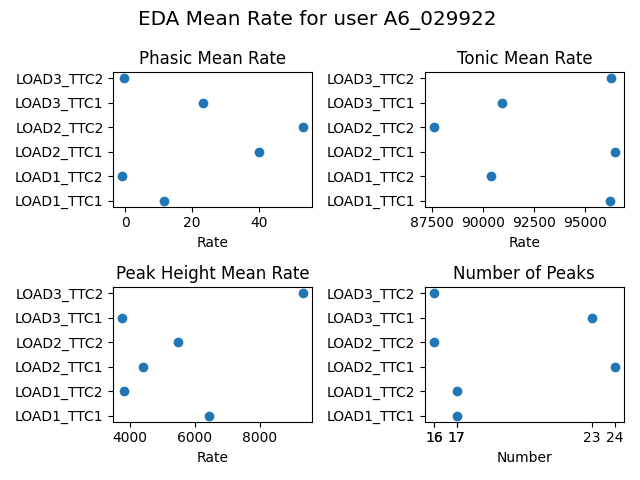 EDA Mean Rate for user A6_029922
Phasic Mean Rate
LOAD3_TTC2
LOAD3_TTC1
LOAD2_TTC2
LOAD2_TTC1
LOAD1_TTC2
LOAD1_TTC1
0 20 40
Rate
Tonic Mean Rate
LOAD3_TTC2
LOAD3_TTC1
LOAD2_TTC2
LOAD2_TTC1
LOAD1_TTC2
LOAD1_TTC1
87500 90000 92500 95000
Rate
Peak Height Mean Rate
LOAD3_TTC2
LOAD3_TTC1
LOAD2_TTC2
LOAD2_TTC1
LOAD1_TTC2
LOAD1_TTC1
4000 6000 8000
Rate
Number of Peaks
LOAD3_TTC2
LOAD3_TTC1
LOAD2_TTC2
LOAD2_TTC1
LOAD1_TTC2
LOAD1_TTC1
16 17 23 24
Number